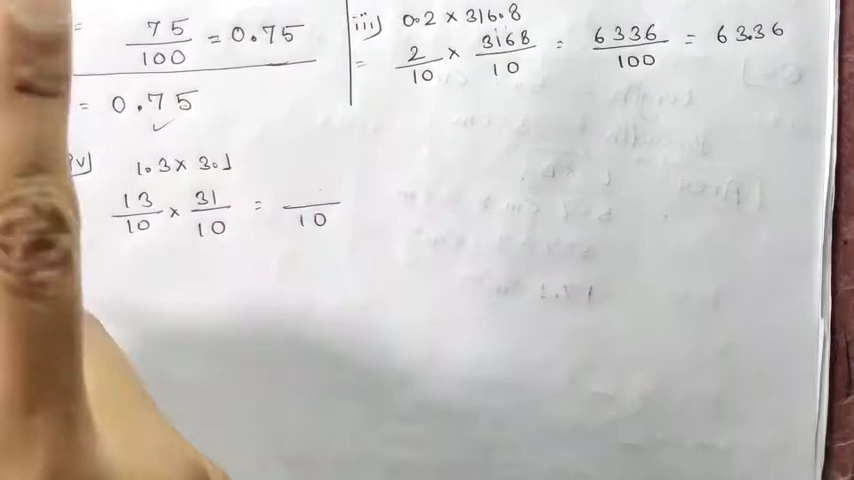 = 75/100 = 0.75
= 0.75
iv) 1.3 x 3.1
13/10 x 31/10 = /10
iii) 0.2 x 316.8
= 2/10 x 3168/10 = 6336/100 = 63.36